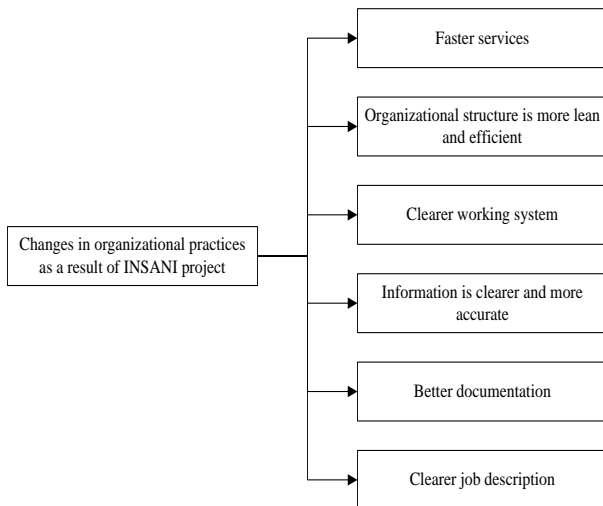 Faster services
Organizational structure is more lean
and efficient
Clearer working system
Changes in organizational practices
as a result of INSANI project
Information is clearer and more
accurate
Better documentation
Clearer job description